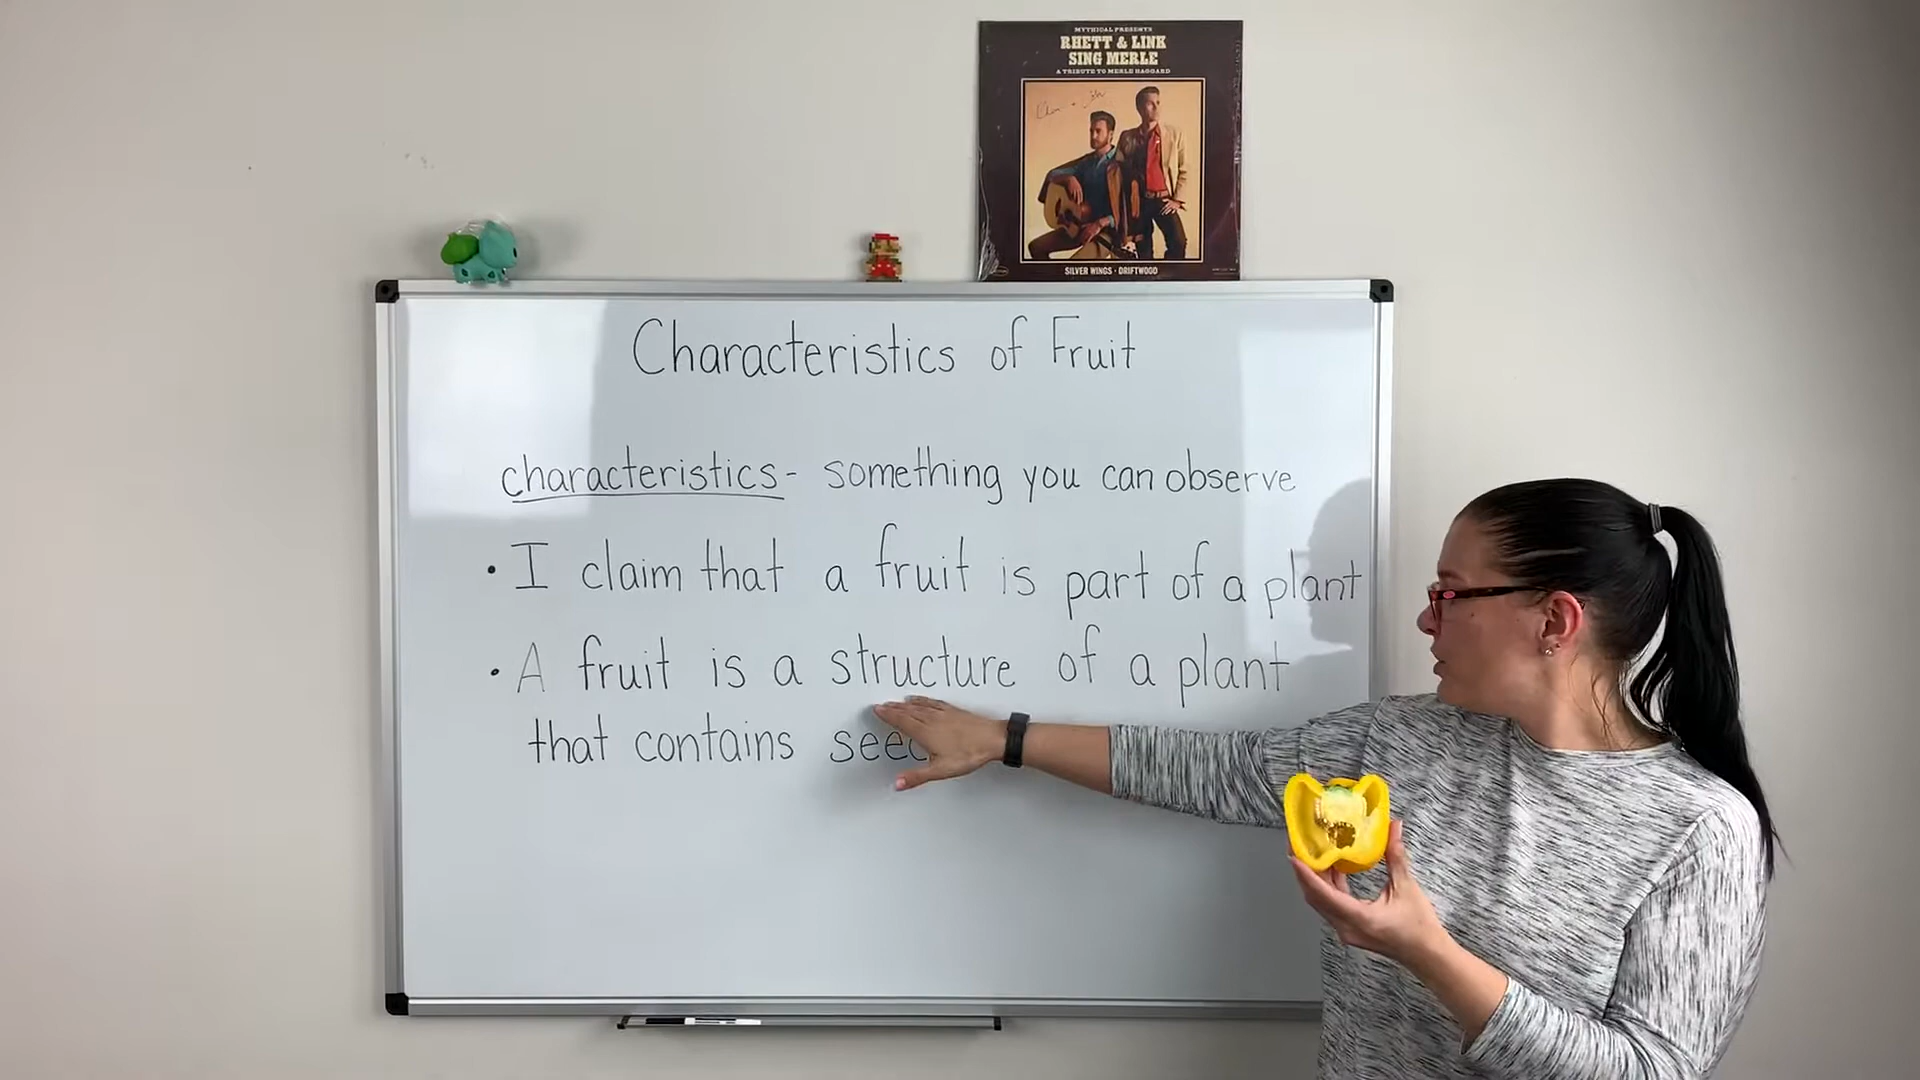 MYTHICAL PRESENTS
RHETT & LINK
SING MERLE
A TRIBUTE TO MERLE HAGGARD
SILVER WINGS · DRIFTWOOD
Characteristics of Fruit
characteristics - something you can observe
• I claim that a fruit is part of a plant
• A fruit is a structure of a plant
that contains